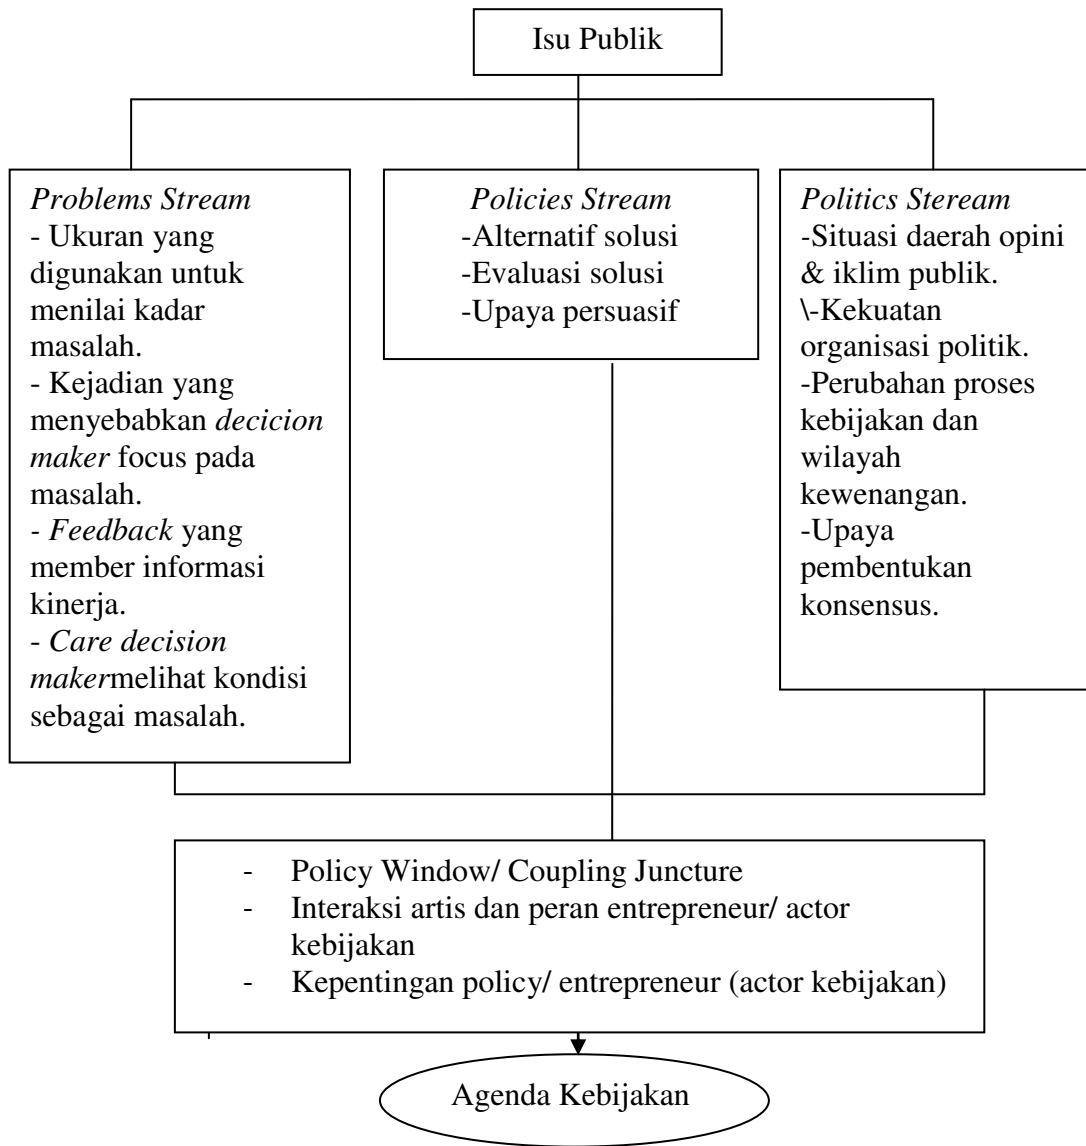 Isu Publik
Problems Stream
- Ukuran yang
digunakan untuk
menilai kadar
masalah.
- Kejadian yang
menyebabkan decicion
maker focus pada
masalah.
- Feedback yang
member informasi
kinerja.
- Care decision
makermelihat kondisi
sebagai masalah.
Policies Stream
-Alternatif solusi
-Evaluasi solusi
-Upaya persuasif
Politics Steream
-Situasi daerah opini
& iklim publik.
\-Kekuatan
organisasi politik.
-Perubahan proses
kebijakan dan
wilayah
kewenangan.
-Upaya
pembentukan
konsensus.
- Policy Window/ Coupling Juncture
- Interaksi artis dan peran entrepreneur/ actor
kebijakan
- Kepentingan policy/ entrepreneur (actor kebijakan)
Agenda Kebijakan